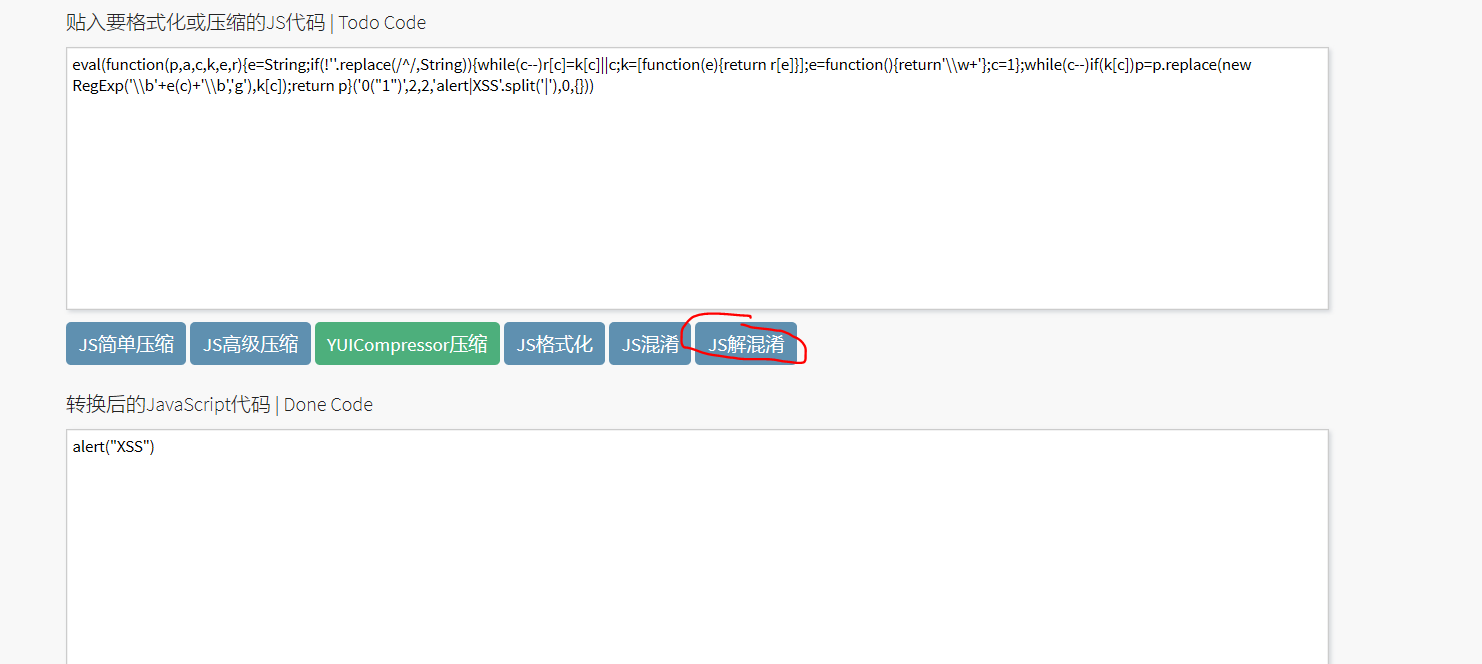 贴入要格式化或压缩的JS代码 | Todo Code
eval(function(p,a,c,k,e,r){e=String;if(!''.replace(/^/,String)){while(c--)r[c]=k[c]||c;k=[function(e){return r[e]}];e=function(){return'\\w+'};c=1};while(c--)if(k[c])p=p.replace(new
RegExp('\\b'+e(c)+'\\b','g'),k[c]);return p}('0("1")',2,2,'alert|XSS'.split('|'),0,{}))
JS简单压缩 JS高级压缩 YUICompressor压缩 JS格式化 JS混淆 JS解混淆
转换后的JavaScript代码 | Done Code
alert("XSS")